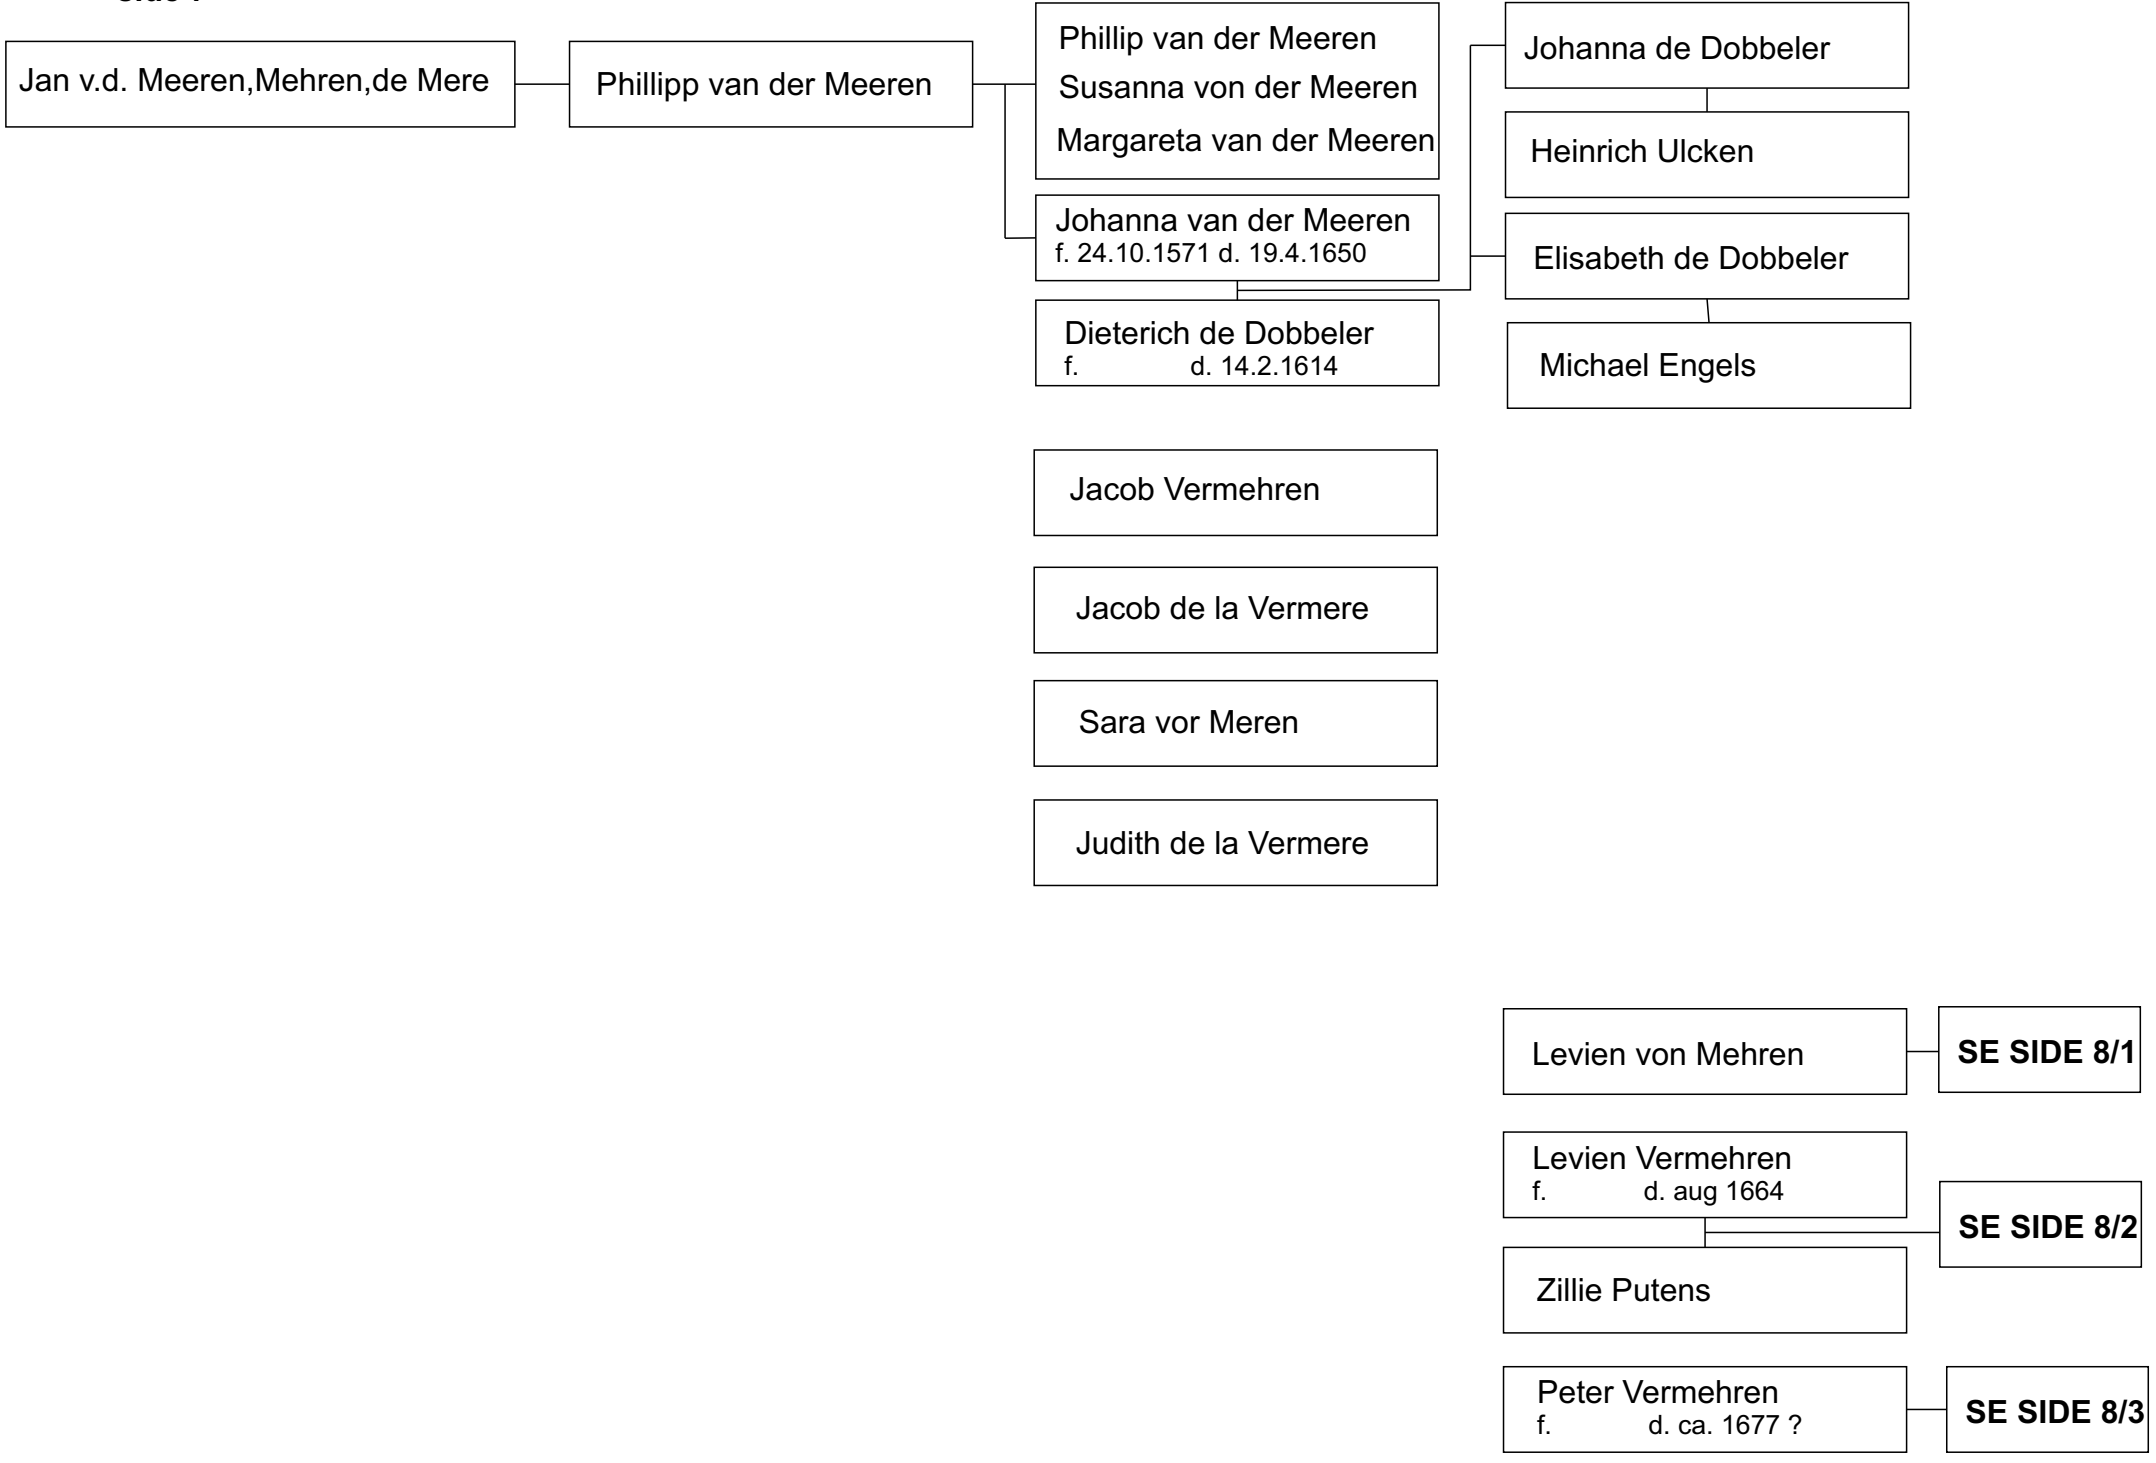 Jan v.d. Meeren,Mehren,de Mere
Phillipp van der Meeren
Phillip van der Meeren
Susanna von der Meeren
Margareta van der Meeren
Johanna van der Meeren
f. 24.10.1571 d. 19.4.1650
Dieterich de Dobbeler
f. d. 14.2.1614
Johanna de Dobbeler
Heinrich Ulcken
Elisabeth de Dobbeler
Michael Engels
Jacob Vermehren
Jacob de la Vermere
Sara vor Meren
Judith de la Vermere
Levien von Mehren
SE SIDE 8/1
Levien Vermehren
f. d. aug 1664
SE SIDE 8/2
Zillie Putens
Peter Vermehren
f. d. ca. 1677 ?
SE SIDE 8/3